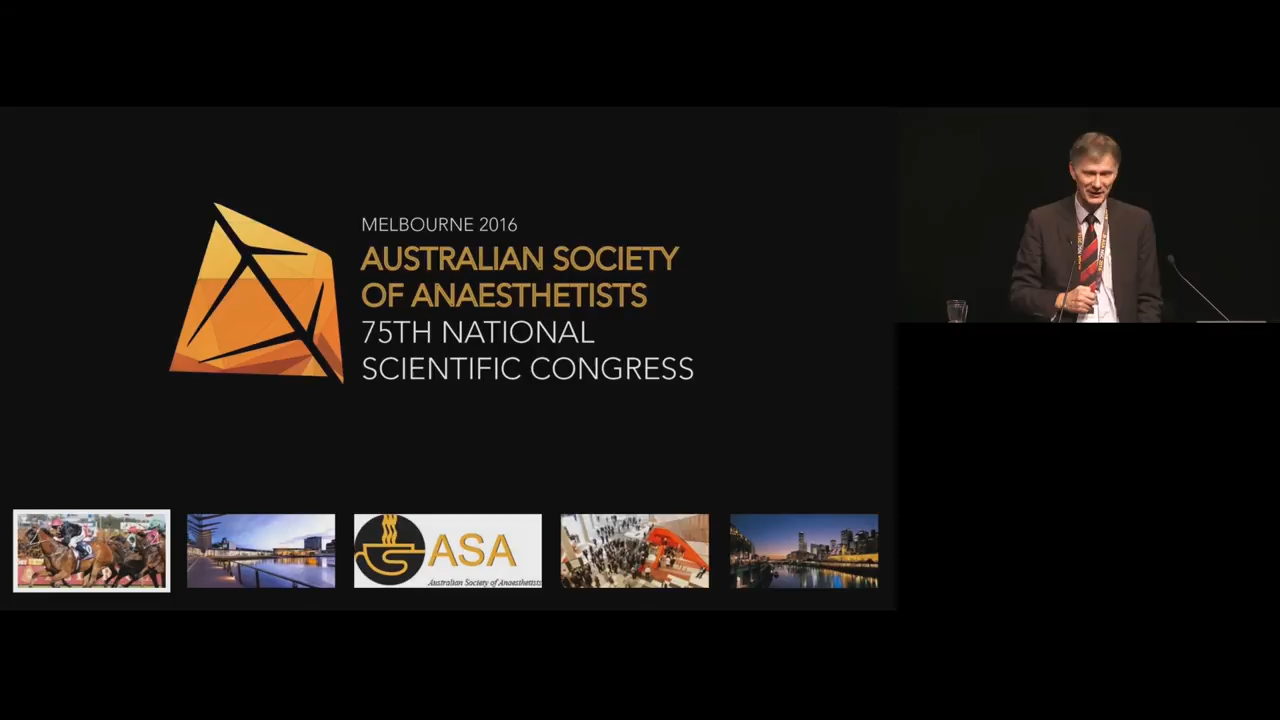 MELBOURNE 2016
AUSTRALIAN SOCIETY
OF ANAESTHETISTS
75TH NATIONAL
SCIENTIFIC CONGRESS
ASA
Australian Society of Anaesthetists